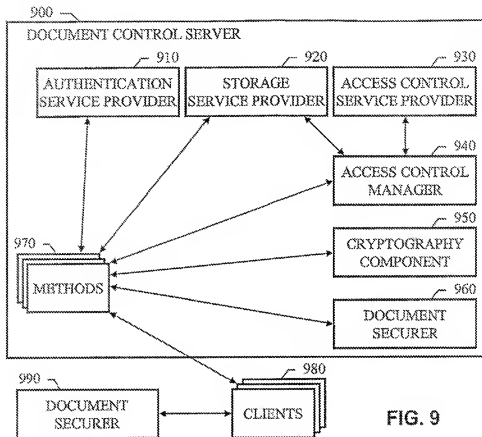 900
DOCUMENT CONTROL SERVER
910
920
930
AUTHENTICATION
SERVICE PROVIDER
STORAGE
SERVICE PROVIDER
ACCESS CONTROL
SERVICE PROVIDER
940
ACCESS CONTROL
MANAGER
950
CRYPTOGRAPHY
COMPONENT
970
METHODS
960
DOCUMENT
SECURER
990
980
DOCUMENT
SECURER
CLIENTS
FIG. 9